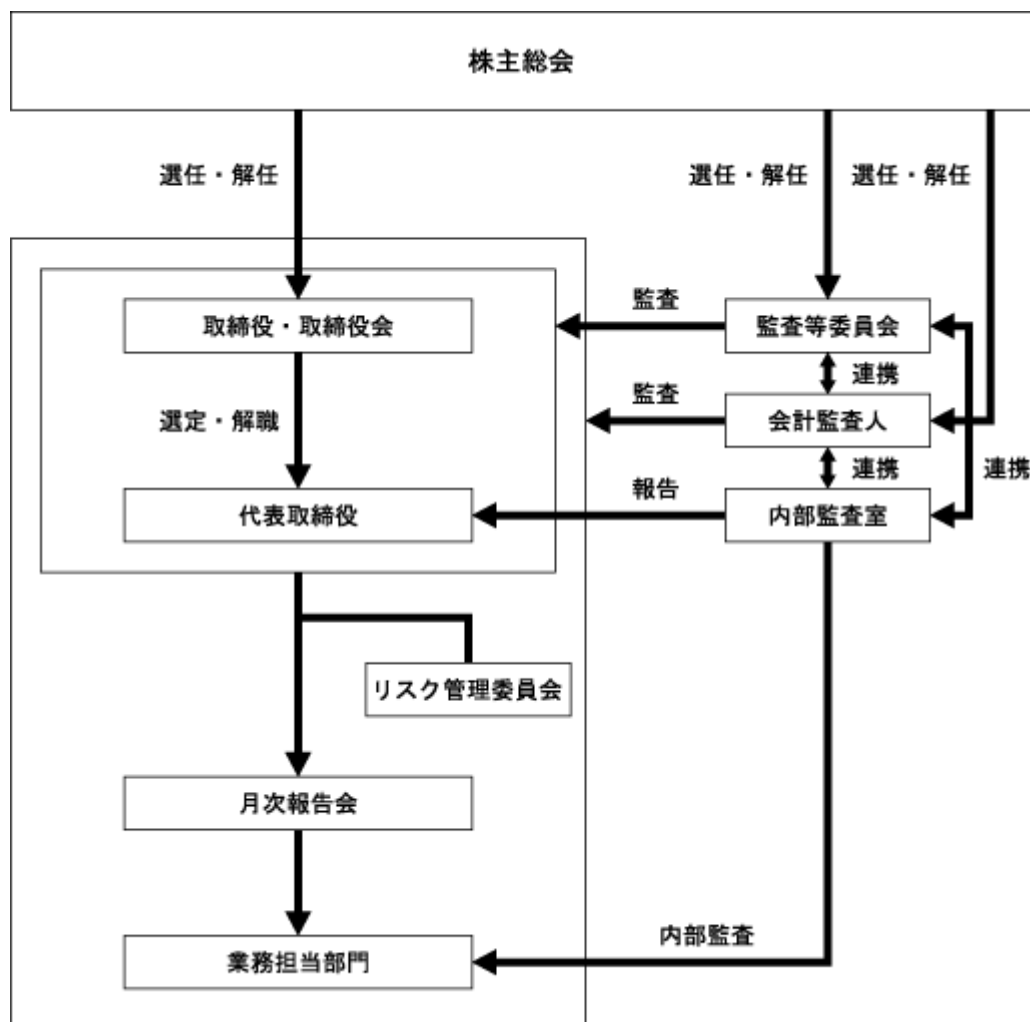 株主総会
選任・解任
選任・解任
選任・解任
取締役・取締役会
監査
監査等委員会
連携
選定・解職
監査
会計監査人
連携
連携
代表取締役
報告
内部監査室
リスク管理委員会
月次報告会
内部監査
業務担当部門